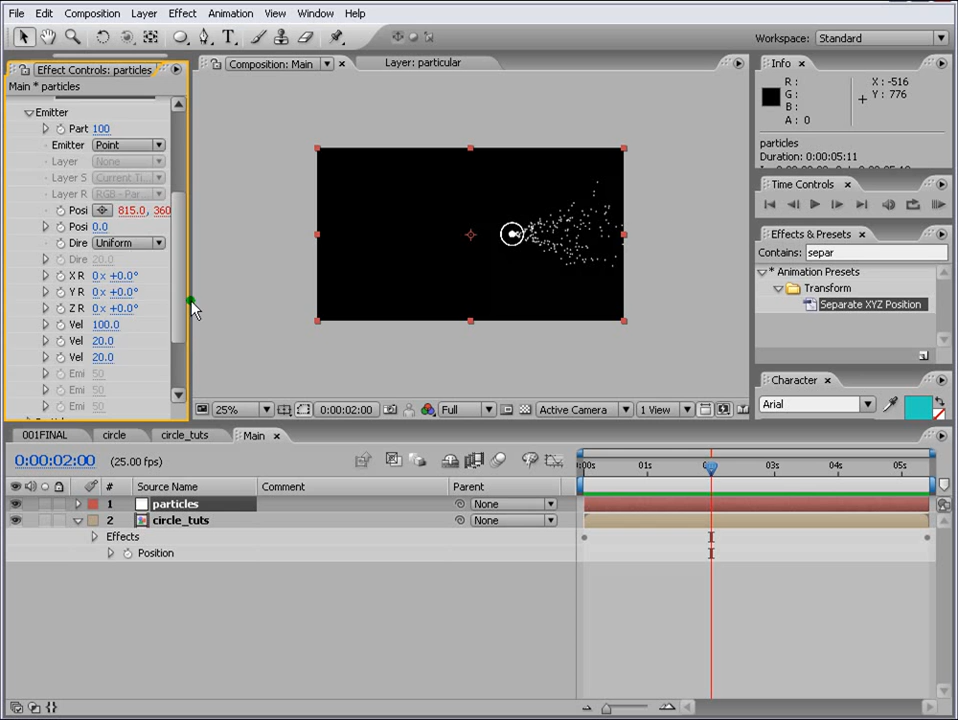 File Edit Composition Layer Effect Animation View Window Help
Workspace: Standard
Effect Controls: particles
Main * particles
Emitter
Part 100
Emitter Point
Layer None
Layer S Current Ti...
Layer R RGB - Par
Posi 815.0, 360
Posi 0.0
Dire Uniform
Dire 20.0
X R 0x +0.0°
Y R 0x +0.0°
Z R 0x +0.0°
Vel 100.0
Vel 20.0
Vel 20.0
Emi 50
Emi 50
Emi 50
Composition: Main
Layer: particular
25%
0:00:02:00
Full
Active Camera
1 View
Info
R :
G :
B :
A : 0
X : -516
Y : 776
particles
Duration: 0:00:05:11
Time Controls
Effects & Presets
Contains: separ
* Animation Presets
Transform
Separate XYZ Position
Character
Arial
001FINAL circle circle_tuts Main
0:00:02:00 (25.00 fps)
:00s 01s 03s 04s 05s
# Source Name Comment Parent
1 particles None
2 circle_tuts None
Effects
Position